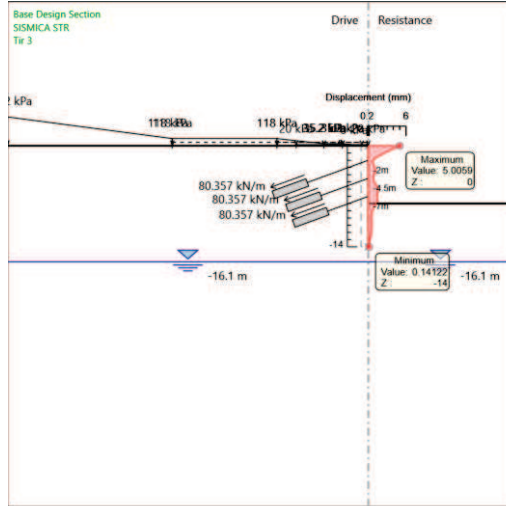 Base Design Section
SISMICA STR
Tir 3
Drive
Resistance
Displacement (mm)
0.2
6
kPa
118 kPa
20
Maximum
Value: 5.0059
Z : 0
-2m
-4.5m
-7m
80.357 kN/m
80.357 kN/m
80.357 kN/m
-14
Minimum
Value: 0.14122
Z : -14
-16.1 m
-16.1 m